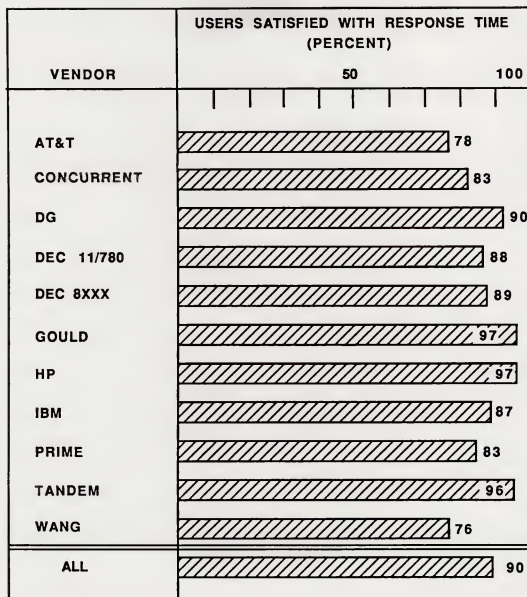 USERS SATISFIED WITH RESPONSE TIME
(PERCENT)
VENDOR
50 100
AT&T 78
CONCURRENT 83
DG 90
DEC 11/780 88
DEC 8XXX 89
GOULD 97
HP 97
IBM 87
PRIME 83
TANDEM 96
WANG 76
ALL 90